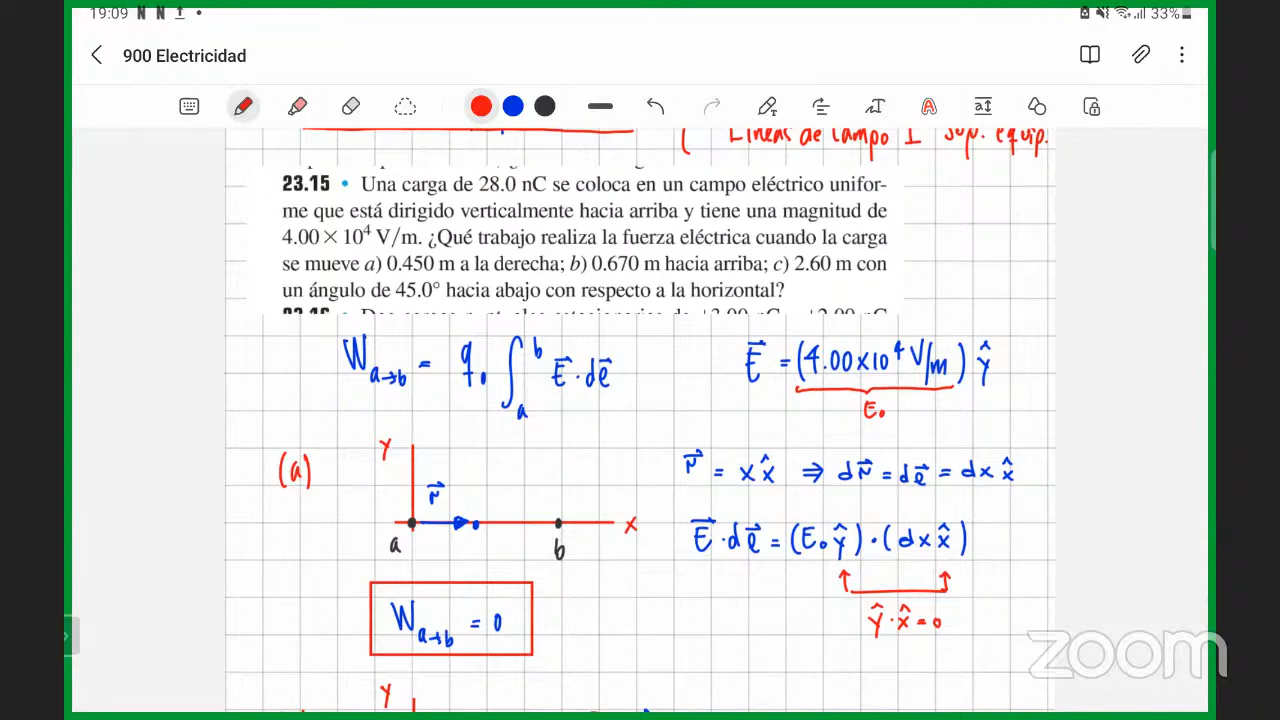 19:09 N N
33%
900 Electricidad
Líneas de campo ⊥ sup. equip.
23.15 • Una carga de 28.0 nC se coloca en un campo eléctrico unifor-
me que está dirigido verticalmente hacia arriba y tiene una magnitud de
4.00 × 10⁴ V/m. ¿Qué trabajo realiza la fuerza eléctrica cuando la carga
se mueve a) 0.450 m a la derecha; b) 0.670 m hacia arriba; c) 2.60 m con
un ángulo de 45.0° hacia abajo con respecto a la horizontal?
W a→b = q₀ ∫ₐᵇ E⃗ · dℓ⃗
E⃗ = (4.00×10⁴ V/m) ŷ
E₀
(a)
Y
r⃗
X
a
b
r⃗ = x x̂ ⇒ dr⃗ = dℓ⃗ = dx x̂
E⃗ · dℓ⃗ = (E₀ ŷ) · (dx x̂)
ŷ · x̂ = 0
W a→b = 0
Y
zoom